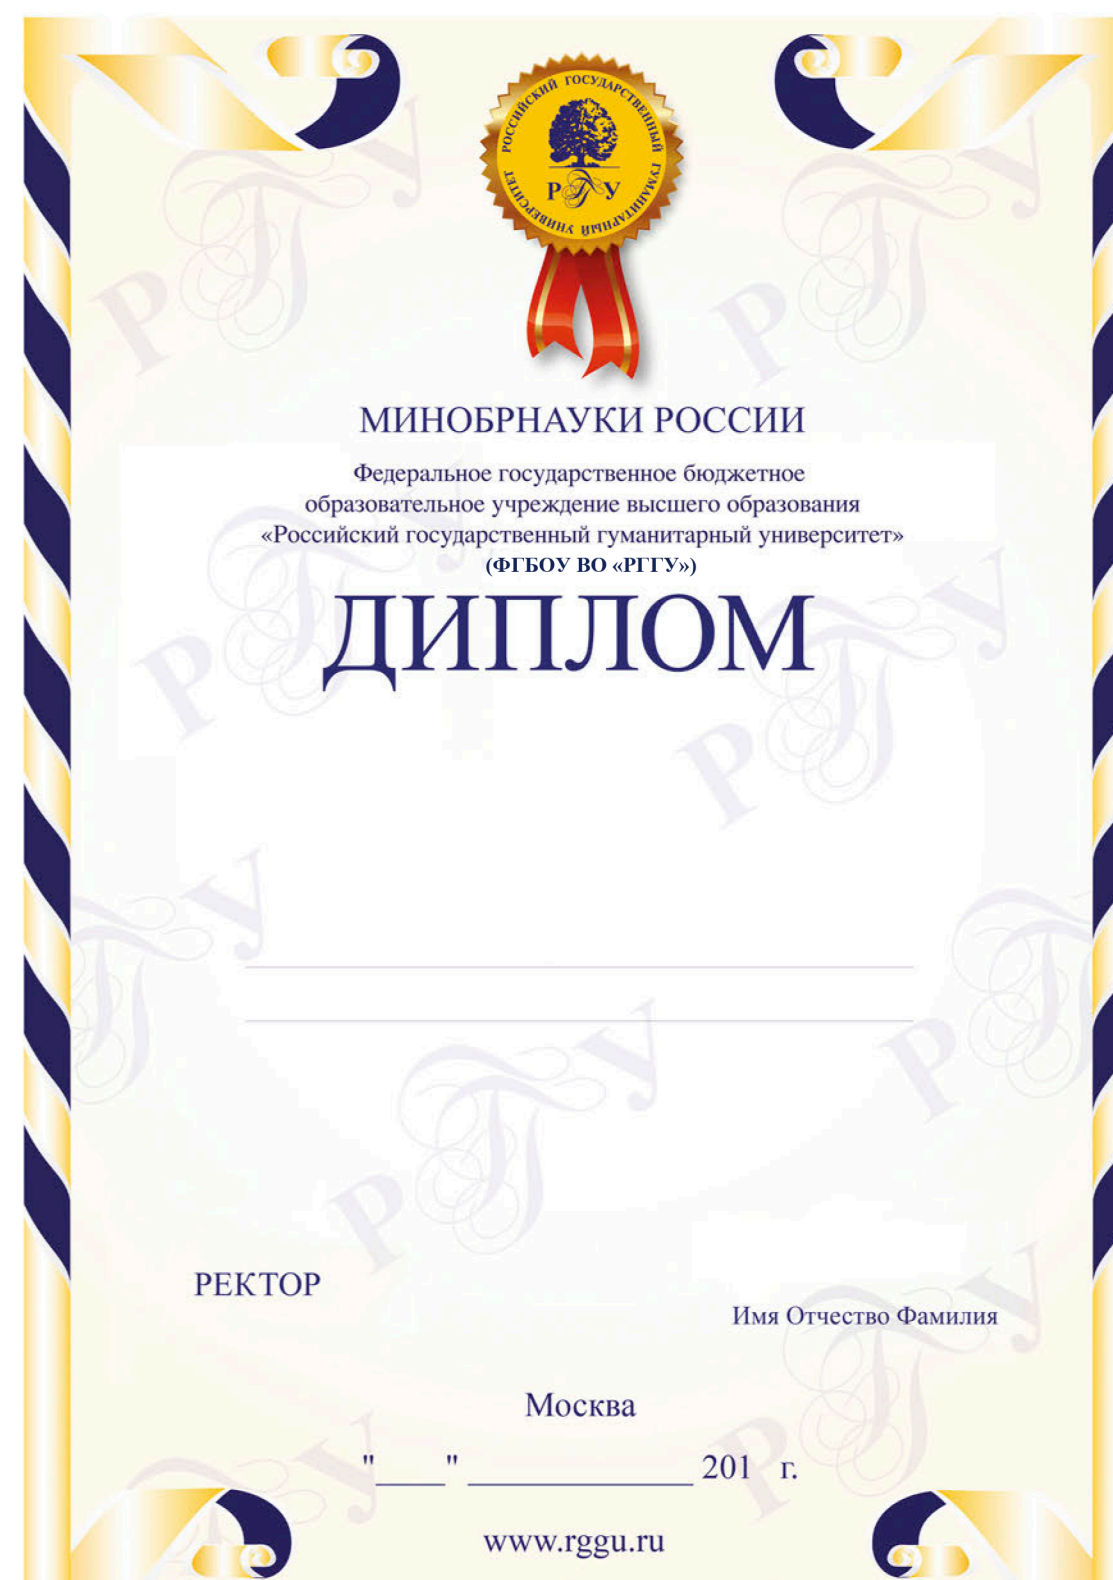 РОССИЙСКИЙ ГОСУДАРСТВЕННЫЙ ГУМАНИТАРНЫЙ УНИВЕРСИТЕТ
РГГУ
МИНОБРНАУКИ РОССИИ
Федеральное государственное бюджетное
образовательное учреждение высшего образования
«Российский государственный гуманитарный университет»
(ФГБОУ ВО «РГГУ»)
ДИПЛОМ
РЕКТОР
Имя Отчество Фамилия
Москва
"____" _____________ 201 г.
www.rggu.ru